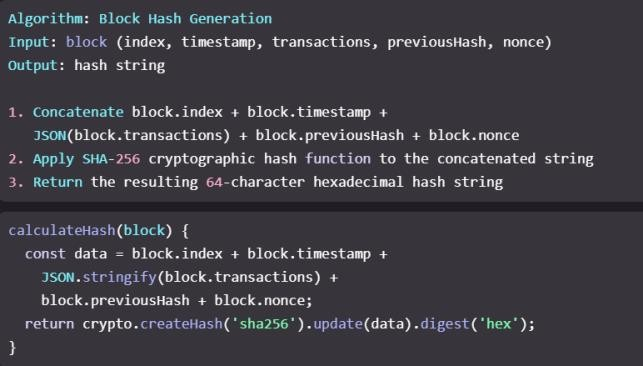 Algorithm: Block Hash Generation
Input: block (index, timestamp, transactions, previousHash, nonce)
Output: hash string
1. Concatenate block.index + block.timestamp +
JSON(block.transactions) + block.previousHash + block.nonce
2. Apply SHA-256 cryptographic hash function to the concatenated string
3. Return the resulting 64-character hexadecimal hash string
calculateHash(block) {
const data = block.index + block.timestamp +
JSON.stringify(block.transactions) +
block.previousHash + block.nonce;
return crypto.createHash('sha256').update(data).digest('hex');
}